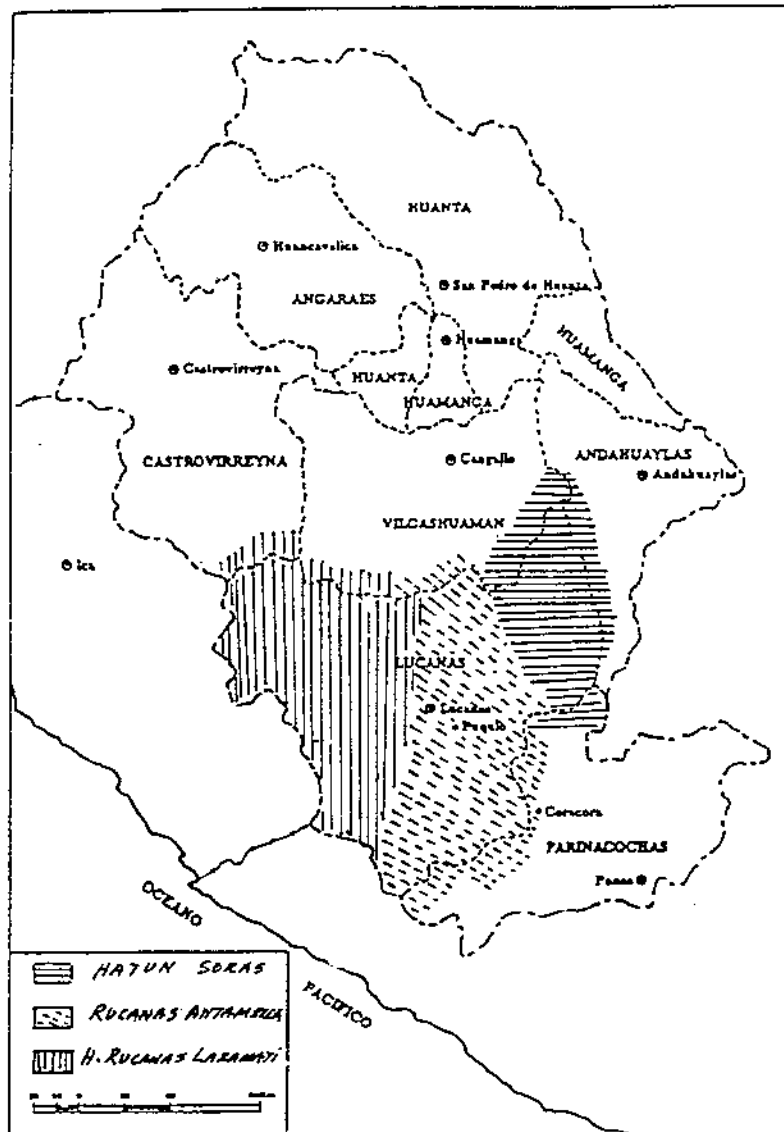 HUANTA
Huancavelica
San Pedro de Huanta
ANGARAES
HUAMANGA
Huamanga
Castrovirreyna
HUANTA
HUAMANGA
CASTROVIRREYNA
Cangallo
ANDAHUAYLAS
Andahuaylas
VILCASHUAMAN
Ica
LUCANAS
Lucanas
Puquio
Coracora
PARINACOCHAS
Pausa
OCEANO
PACIFICO
HATUN SORAS
RUCANAS ANTAMARCA
H. RUCANAS LARAMATI